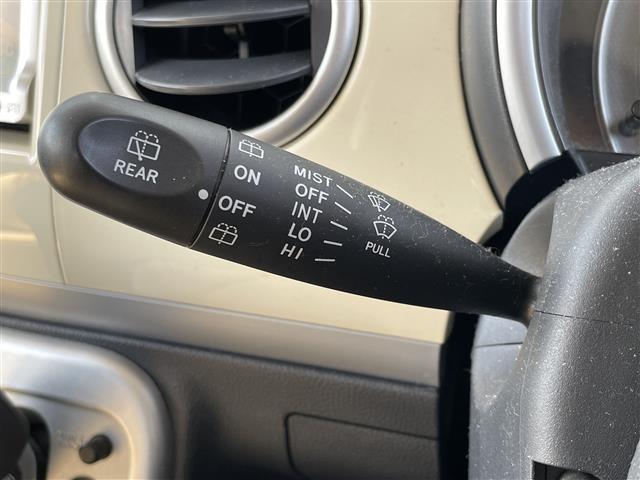 REAR
ON
OFF
MIST
OFF
INT
LO
HI
PULL